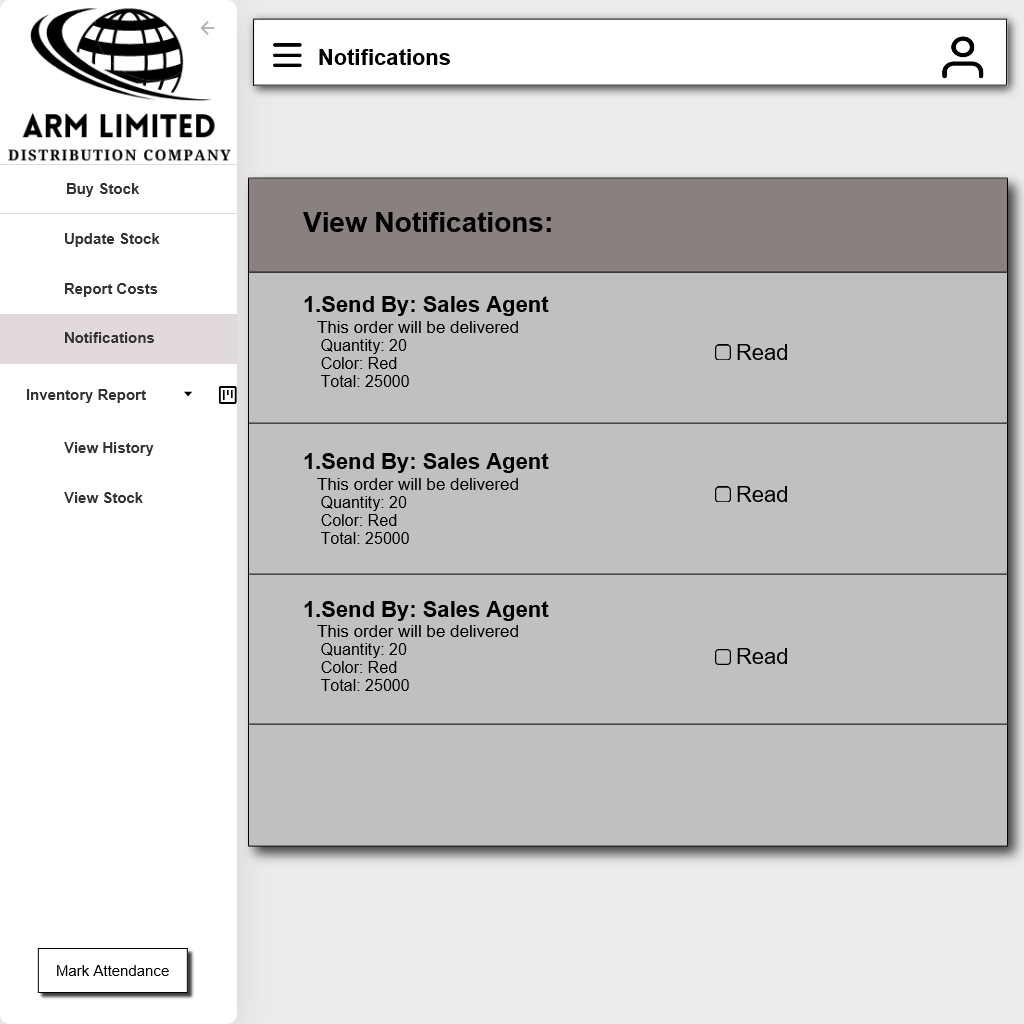 ARM LIMITED
DISTRIBUTION COMPANY
Buy Stock
Update Stock
Report Costs
Notifications
Inventory Report
View History
View Stock
Mark Attendance
Notifications
View Notifications:
1.Send By: Sales Agent
This order will be delivered
Quantity: 20
Color: Red
Total: 25000
Read
1.Send By: Sales Agent
This order will be delivered
Quantity: 20
Color: Red
Total: 25000
Read
1.Send By: Sales Agent
This order will be delivered
Quantity: 20
Color: Red
Total: 25000
Read